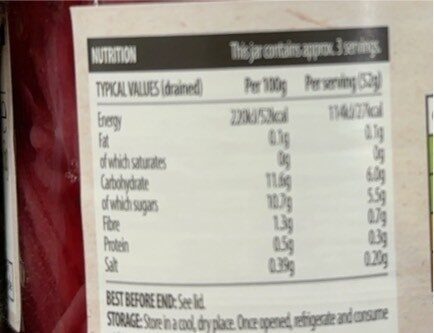 NUTRITION This jar contains approx. 3 servings.
TYPICAL VALUES (drained) Per 100g Per serving (52g)
Energy 220kJ/52kcal 114kJ/27kcal
Fat 0.1g 0.1g
of which saturates 0g 0g
Carbohydrate 11.6g 6.0g
of which sugars 10.7g 5.5g
Fibre 1.3g 0.7g
Protein 0.5g 0.3g
Salt 0.39g 0.20g
BEST BEFORE END: See lid.
STORAGE: Store in a cool, dry place. Once opened, refrigerate and consume